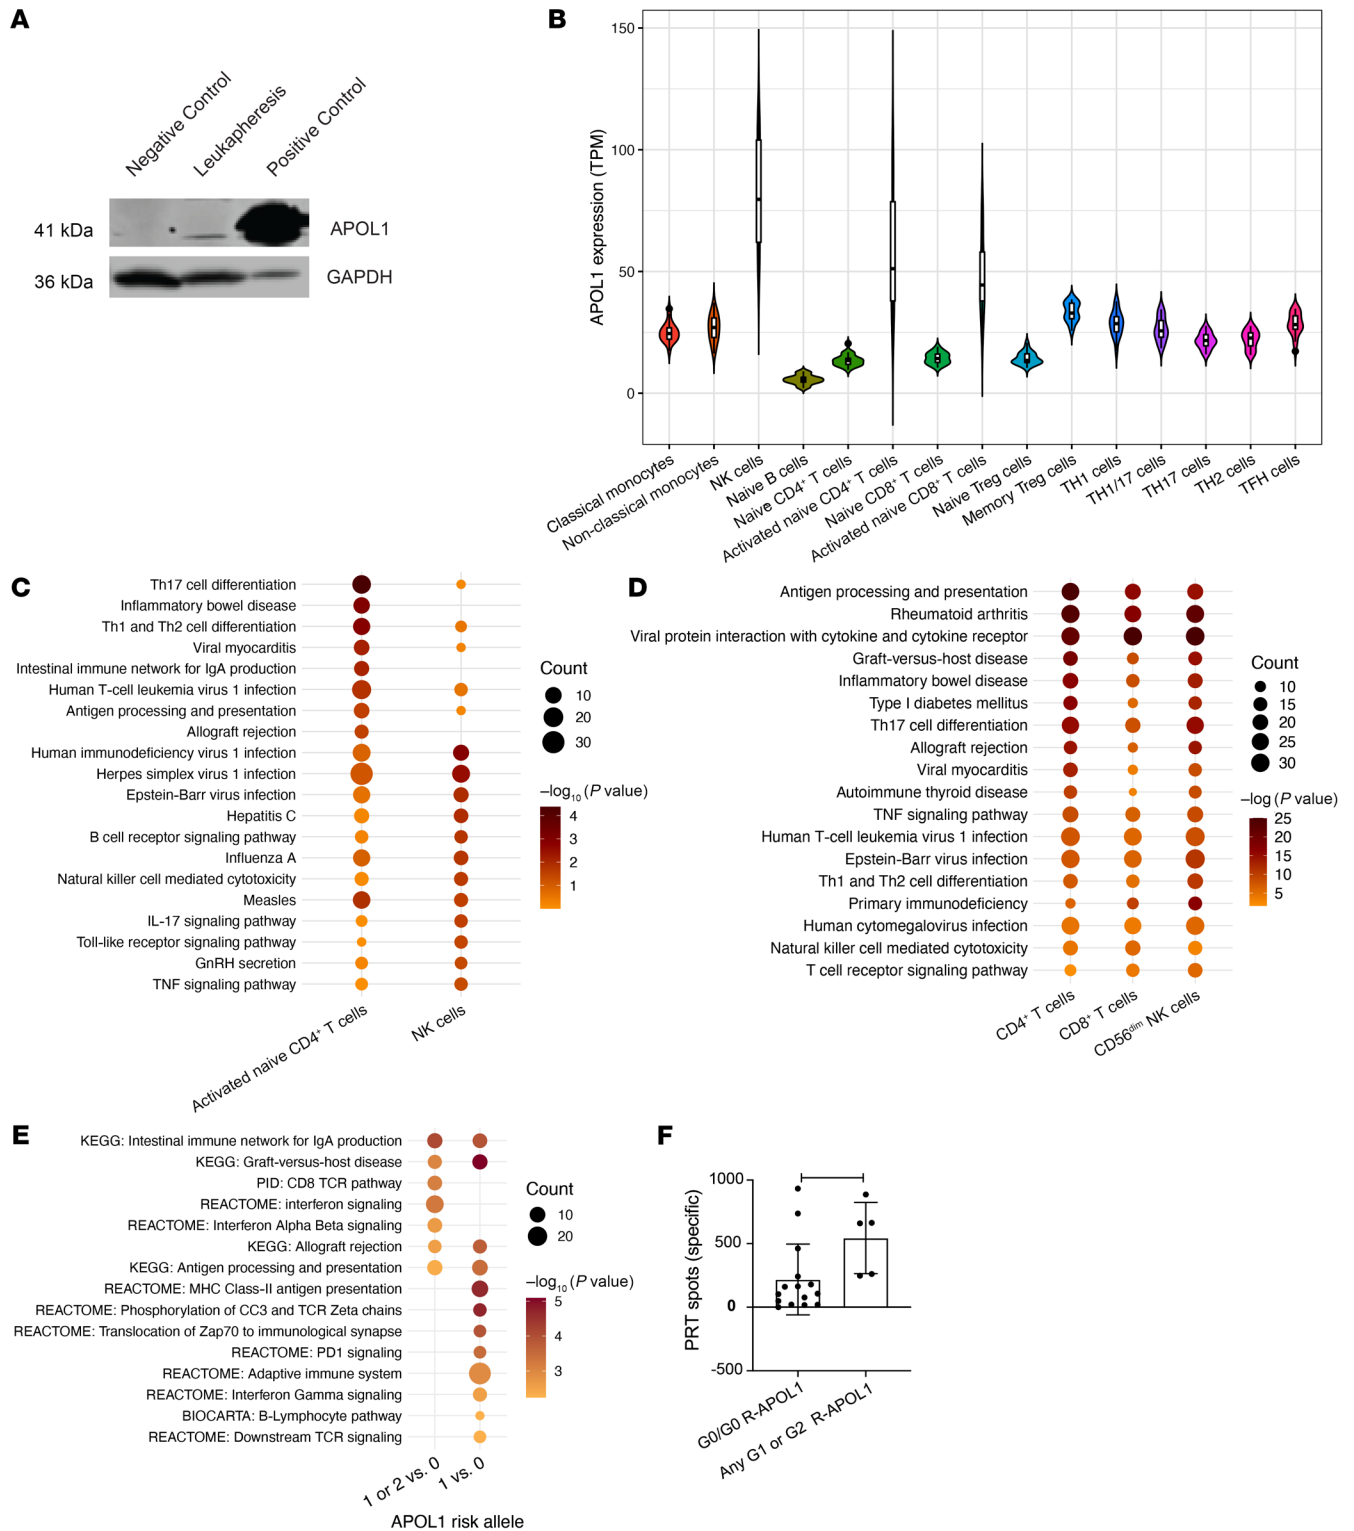 A
Negative Control
Leukapheresis
Positive Control
41 kDa
APOL1
36 kDa
GAPDH
B
APOL1 expression (TPM)
150
100
50
0
Classical monocytes
Non-classical monocytes
NK cells
Naive B cells
Naive CD4⁺ T cells
Activated naive CD4⁺ T cells
Naive CD8⁺ T cells
Activated naive CD8⁺ T cells
Naive Treg cells
Memory Treg cells
TH1 cells
TH1/17 cells
TH17 cells
TH2 cells
TFH cells
C
Th17 cell differentiation
Inflammatory bowel disease
Th1 and Th2 cell differentiation
Viral myocarditis
Intestinal immune network for IgA production
Human T-cell leukemia virus 1 infection
Antigen processing and presentation
Allograft rejection
Human immunodeficiency virus 1 infection
Herpes simplex virus 1 infection
Epstein-Barr virus infection
Hepatitis C
B cell receptor signaling pathway
Influenza A
Natural killer cell mediated cytotoxicity
Measles
IL-17 signaling pathway
Toll-like receptor signaling pathway
GnRH secretion
TNF signaling pathway
Activated naive CD4⁺ T cells
NK cells
Count
10
20
30
–log₁₀ (P value)
4
3
2
1
D
Antigen processing and presentation
Rheumatoid arthritis
Viral protein interaction with cytokine and cytokine receptor
Graft-versus-host disease
Inflammatory bowel disease
Type I diabetes mellitus
Th17 cell differentiation
Allograft rejection
Viral myocarditis
Autoimmune thyroid disease
TNF signaling pathway
Human T-cell leukemia virus 1 infection
Epstein-Barr virus infection
Th1 and Th2 cell differentiation
Primary immunodeficiency
Human cytomegalovirus infection
Natural killer cell mediated cytotoxicity
T cell receptor signaling pathway
CD4⁺ T cells
CD8⁺ T cells
CD56ᵈⁱᵐ NK cells
Count
10
15
20
25
30
–log (P value)
25
20
15
10
5
E
KEGG: Intestinal immune network for IgA production
KEGG: Graft-versus-host disease
PID: CD8 TCR pathway
REACTOME: interferon signaling
REACTOME: Interferon Alpha Beta signaling
KEGG: Allograft rejection
KEGG: Antigen processing and presentation
REACTOME: MHC Class-II antigen presentation
REACTOME: Phosphorylation of CC3 and TCR Zeta chains
REACTOME: Translocation of Zap70 to immunological synapse
REACTOME: PD1 signaling
REACTOME: Adaptive immune system
REACTOME: Interferon Gamma signaling
BIOCARTA: B-Lymphocyte pathway
REACTOME: Downstream TCR signaling
1 or 2 vs. 0
1 vs. 0
APOL1 risk allele
Count
10
20
–log₁₀ (P value)
5
4
3
F
PRT spots (specific)
1000
500
0
-500
G0/G0 R-APOL1
Any G1 or G2 R-APOL1